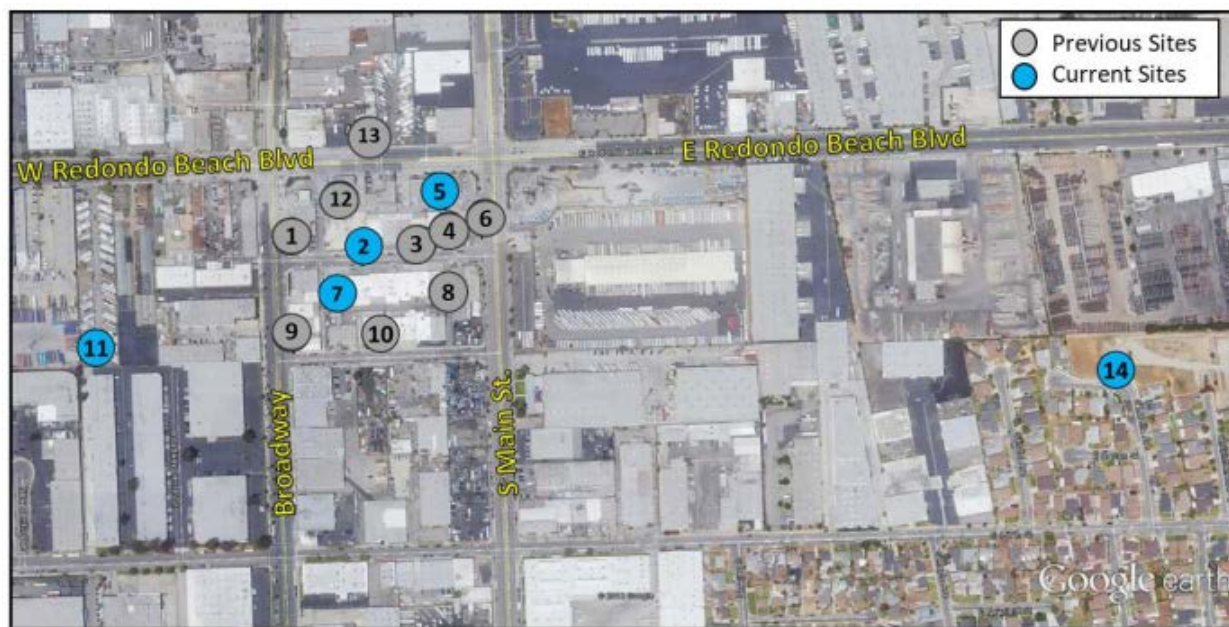 Previous Sites
Current Sites
13
W Redondo Beach Blvd
E Redondo Beach Blvd
5
12
6
1
2
3
4
7
8
9
10
11
14
Broadway
S Main St.
Google earth